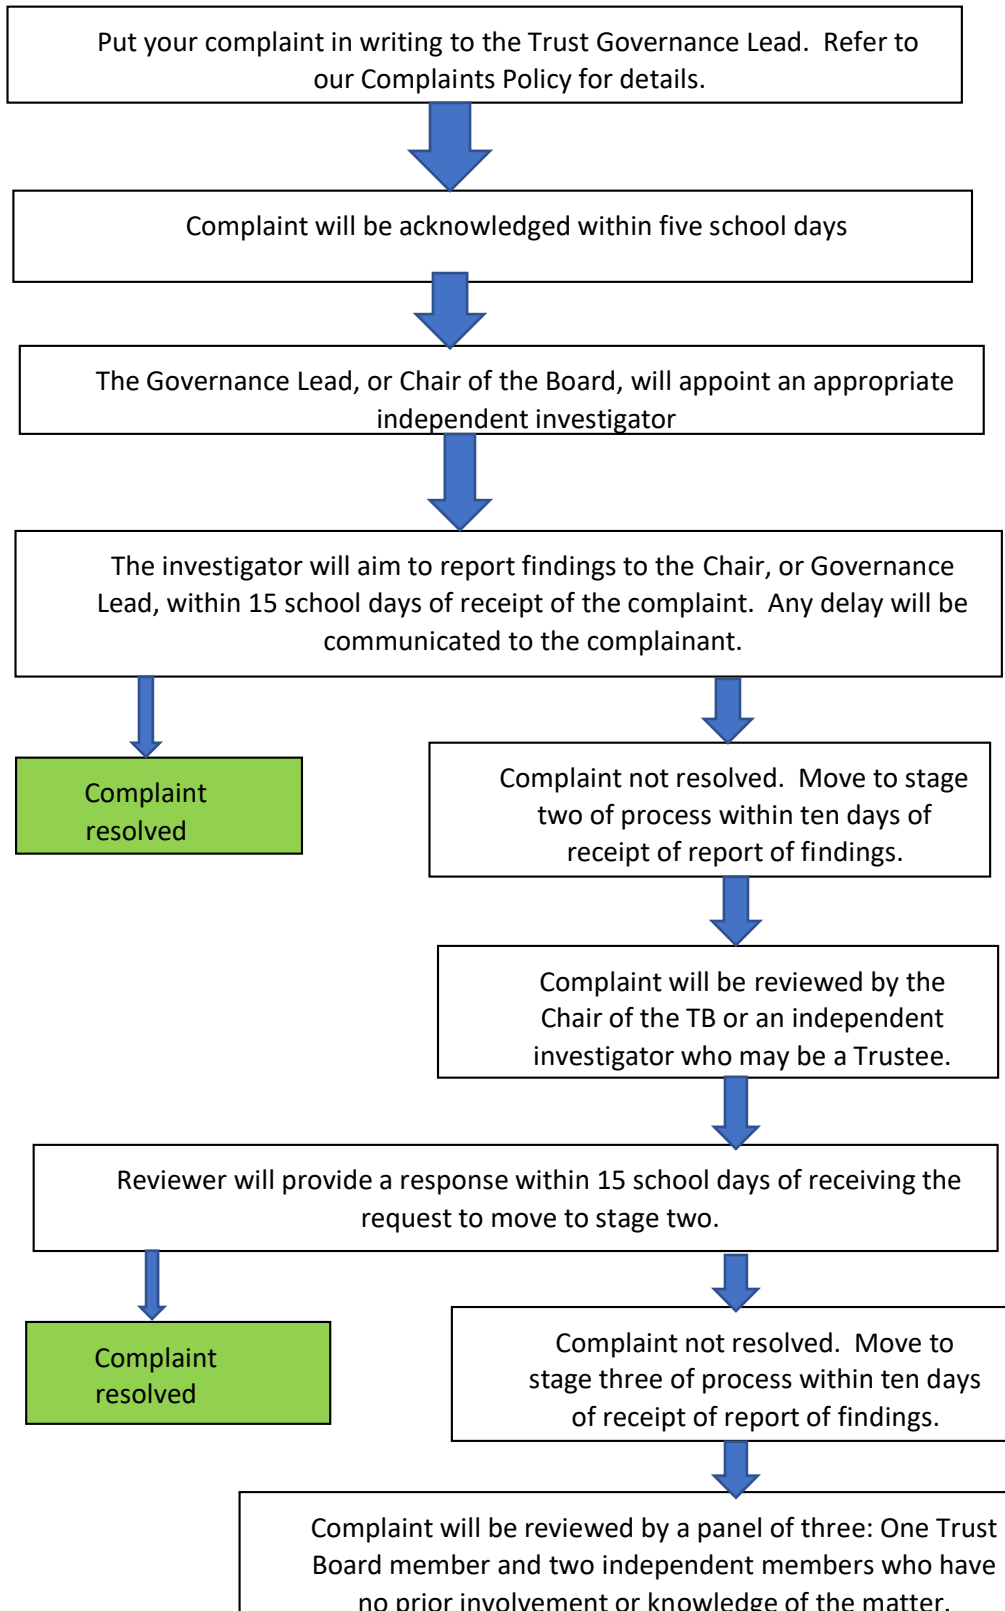 Put your complaint in writing to the Trust Governance Lead.  Refer to
our Complaints Policy for details.
Complaint will be acknowledged within five school days
The Governance Lead, or Chair of the Board, will appoint an appropriate
independent investigator
The investigator will aim to report findings to the Chair, or Governance
Lead, within 15 school days of receipt of the complaint.  Any delay will be
communicated to the complainant.
Complaint
resolved
Complaint not resolved.  Move to stage
two of process within ten days of
receipt of report of findings.
Complaint will be reviewed by the
Chair of the TB or an independent
investigator who may be a Trustee.
Reviewer will provide a response within 15 school days of receiving the
request to move to stage two.
Complaint
resolved
Complaint not resolved.  Move to
stage three of process within ten days
of receipt of report of findings.
Complaint will be reviewed by a panel of three: One Trust
Board member and two independent members who have
no prior involvement or knowledge of the matter.